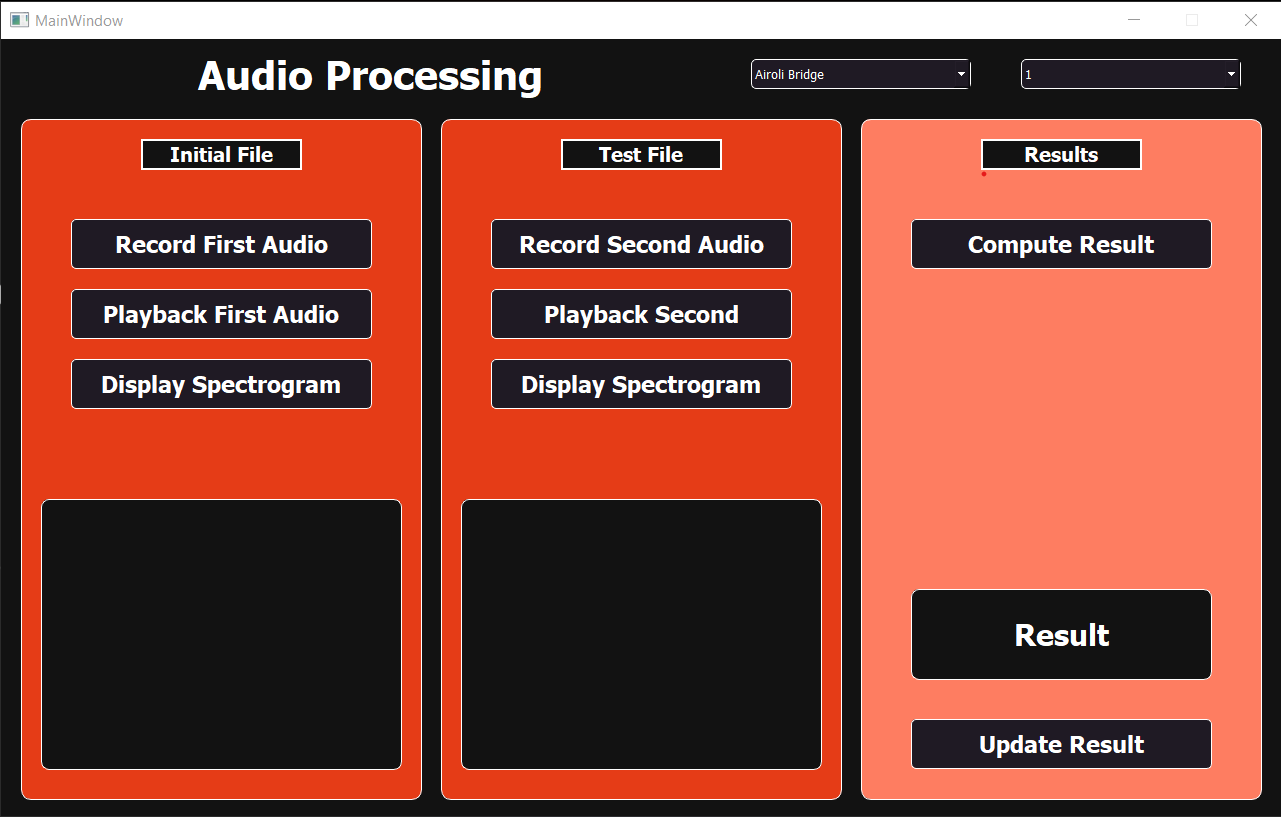 MainWindow
Audio Processing
Airoli Bridge
1
Initial File
Record First Audio
Playback First Audio
Display Spectrogram
Test File
Record Second Audio
Playback Second
Display Spectrogram
Results
Compute Result
Result
Update Result